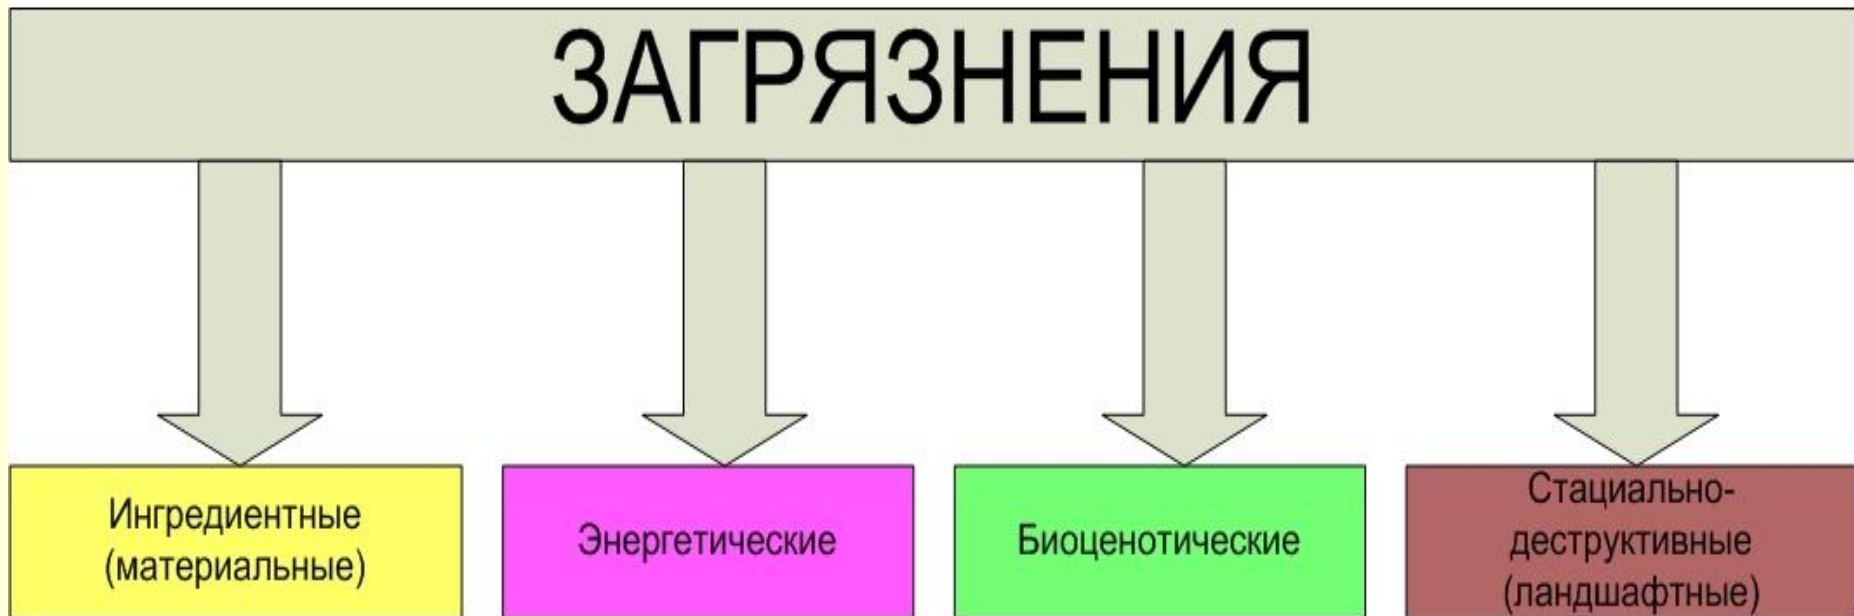 ЗАГРЯЗНЕНИЯ
Ингредиентные
(материальные)
Энергетические
Биоценотические
Стациально-
деструктивные
(ландшафтные)